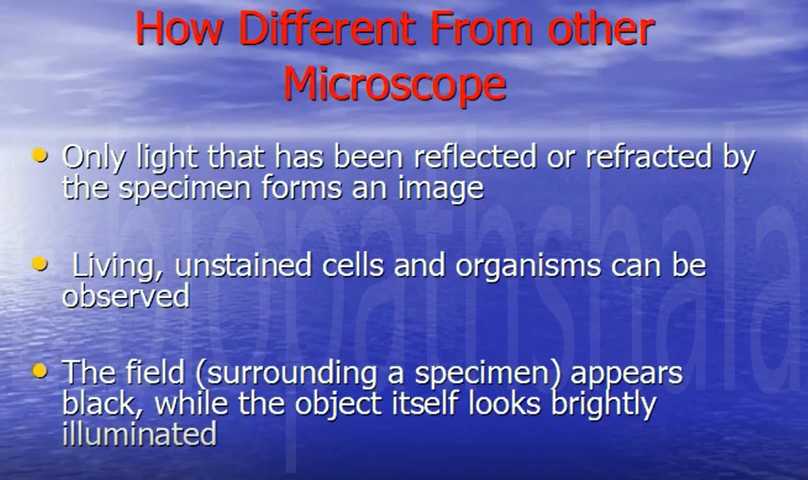 How Different From other
Microscope
Only light that has been reflected or refracted by
the specimen forms an image
Living, unstained cells and organisms can be
observed
The field (surrounding a specimen) appears
black, while the object itself looks brightly
illuminated
biopathshala